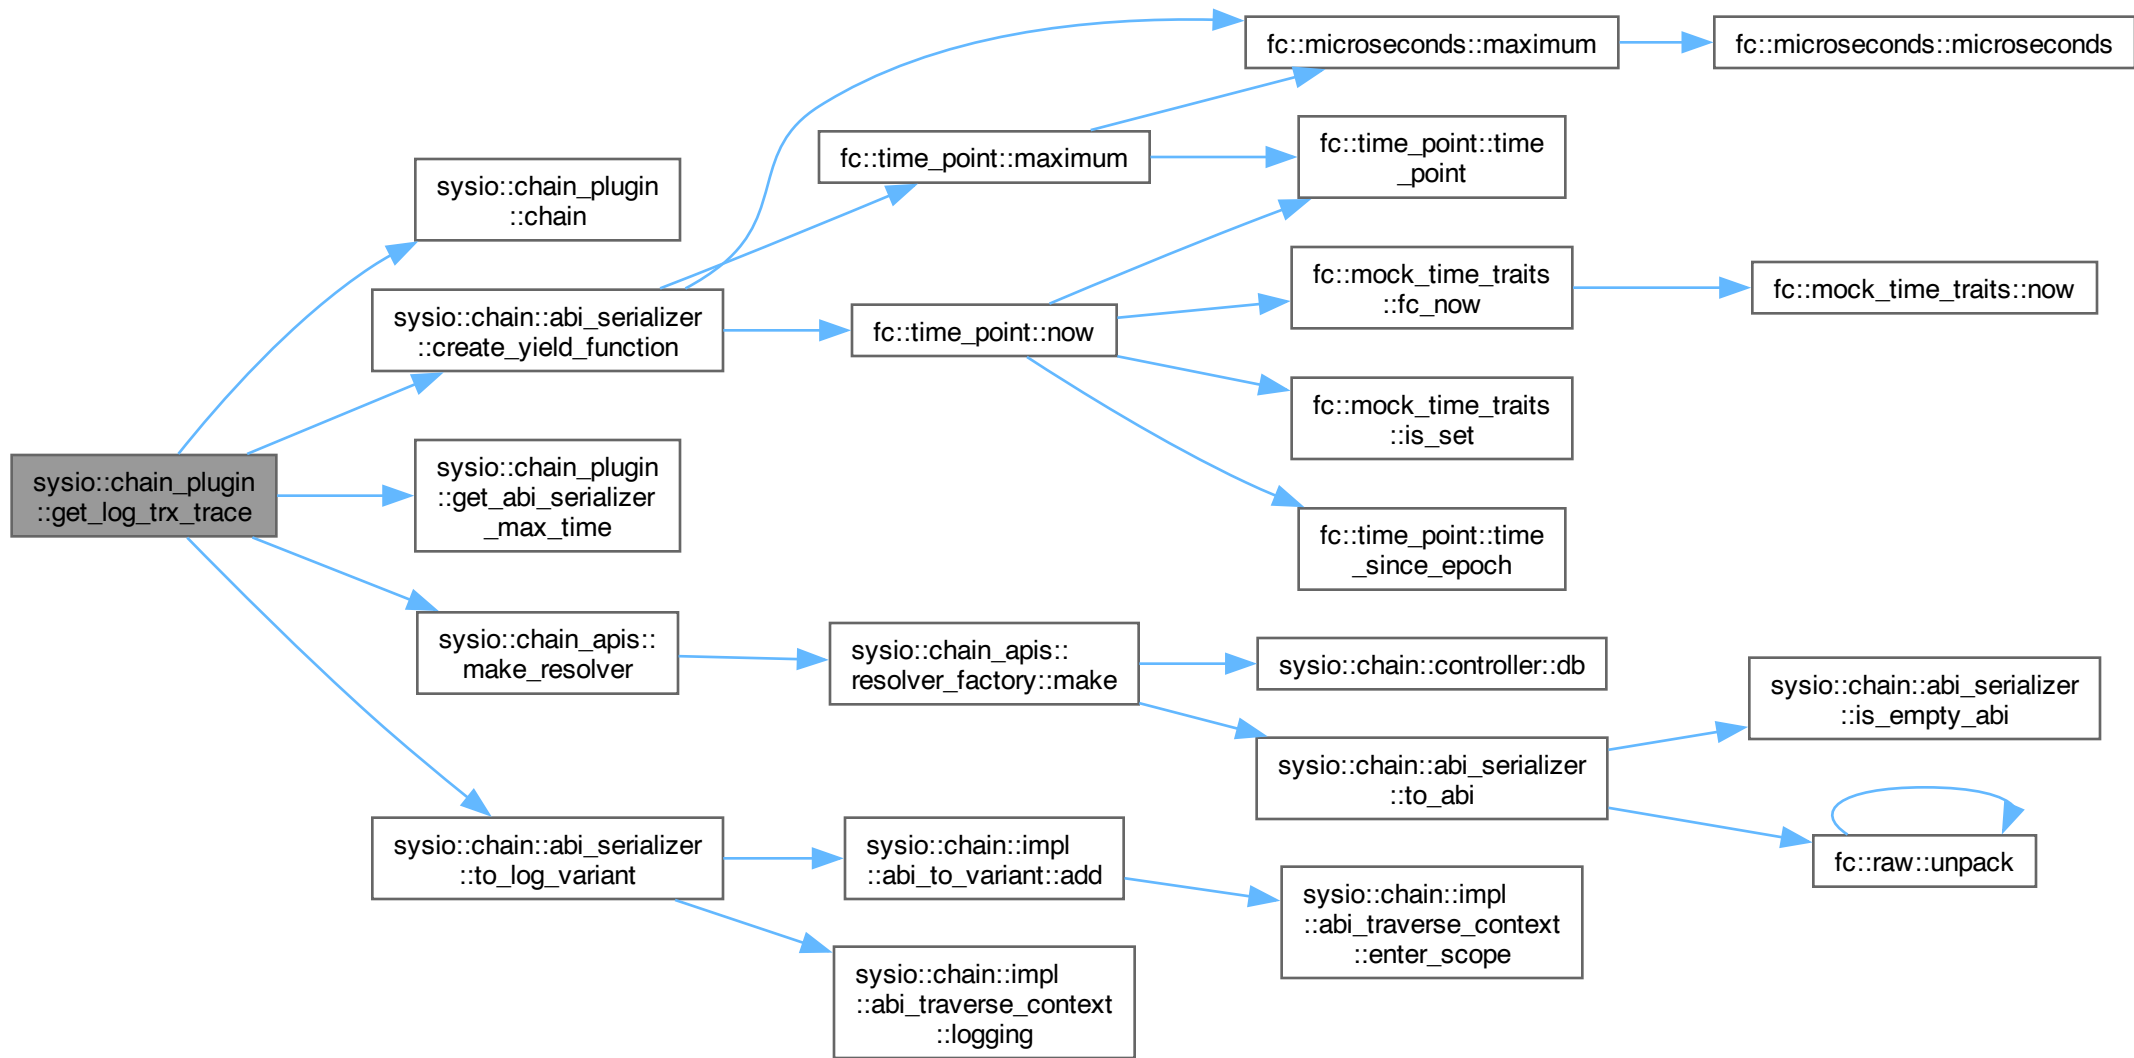 sysio::chain_plugin
::get_log_trx_trace
sysio::chain_plugin
::chain
sysio::chain::abi_serializer
::create_yield_function
sysio::chain_plugin
::get_abi_serializer
_max_time
sysio::chain_apis::
make_resolver
sysio::chain::abi_serializer
::to_log_variant
fc::time_point::maximum
fc::time_point::now
sysio::chain_apis::
resolver_factory::make
sysio::chain::impl
::abi_to_variant::add
sysio::chain::impl
::abi_traverse_context
::logging
fc::microseconds::maximum
fc::time_point::time
_point
fc::mock_time_traits
::fc_now
fc::mock_time_traits
::is_set
fc::time_point::time
_since_epoch
sysio::chain::controller::db
sysio::chain::abi_serializer
::to_abi
sysio::chain::impl
::abi_traverse_context
::enter_scope
fc::microseconds::microseconds
fc::mock_time_traits::now
sysio::chain::abi_serializer
::is_empty_abi
fc::raw::unpack